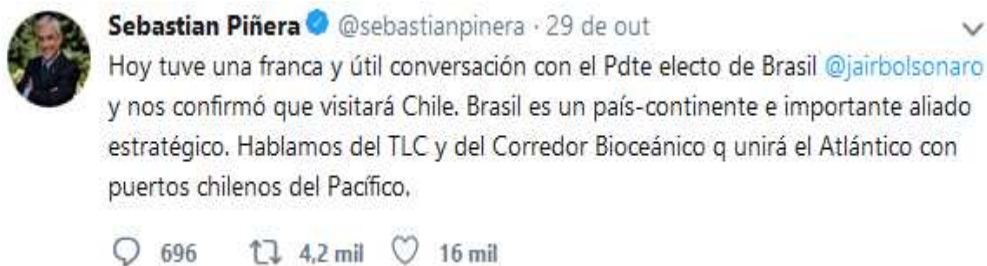 Sebastian Piñera @sebastianpinera · 29 de out
Hoy tuve una franca y útil conversación con el Pdte electo de Brasil @jairbolsonaro
y nos confirmó que visitará Chile. Brasil es un país-continente e importante aliado
estratégico. Hablamos del TLC y del Corredor Bioceánico q unirá el Atlántico con
puertos chilenos del Pacífico.
696 4,2 mil 16 mil